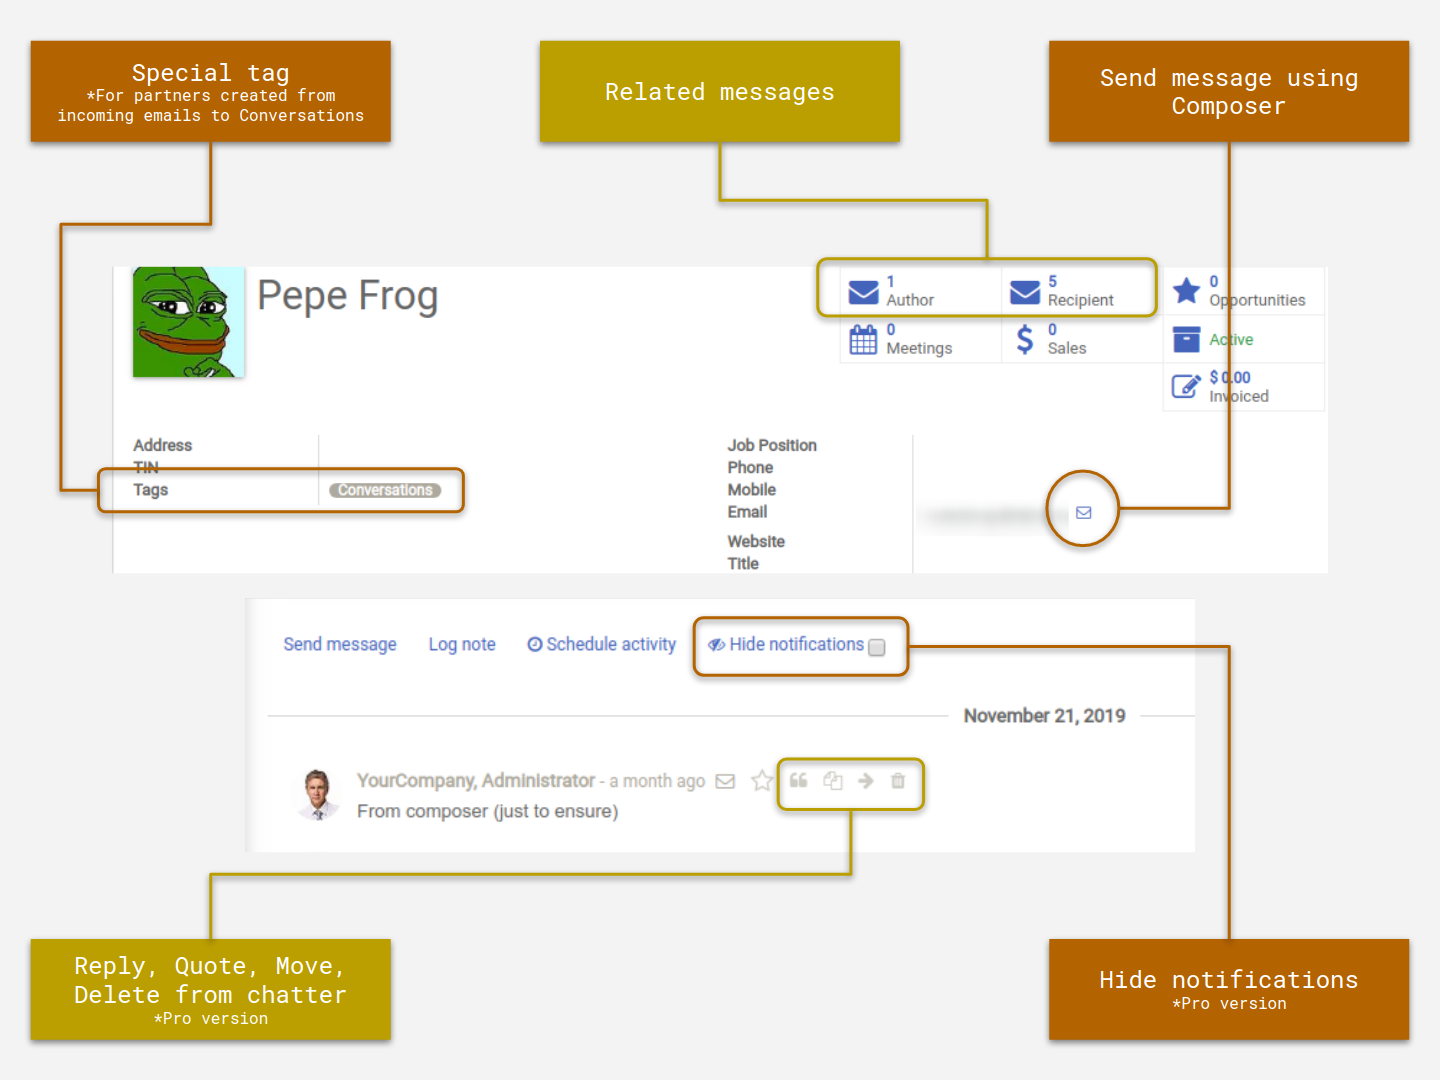 Special tag
*For partners created from
incoming emails to Conversations
Related messages
Send message using
Composer
Pepe Frog
1
Author
5
Recipient
0
Opportunities
0
Meetings
0
Sales
Active
$ 0.00
Invoiced
Address
TIN
Tags
Conversations
Job Position
Phone
Mobile
Email
Website
Title
Send message
Log note
Schedule activity
Hide notifications
November 21, 2019
YourCompany, Administrator - a month ago
From composer (just to ensure)
Reply, Quote, Move,
Delete from chatter
*Pro version
Hide notifications
*Pro version